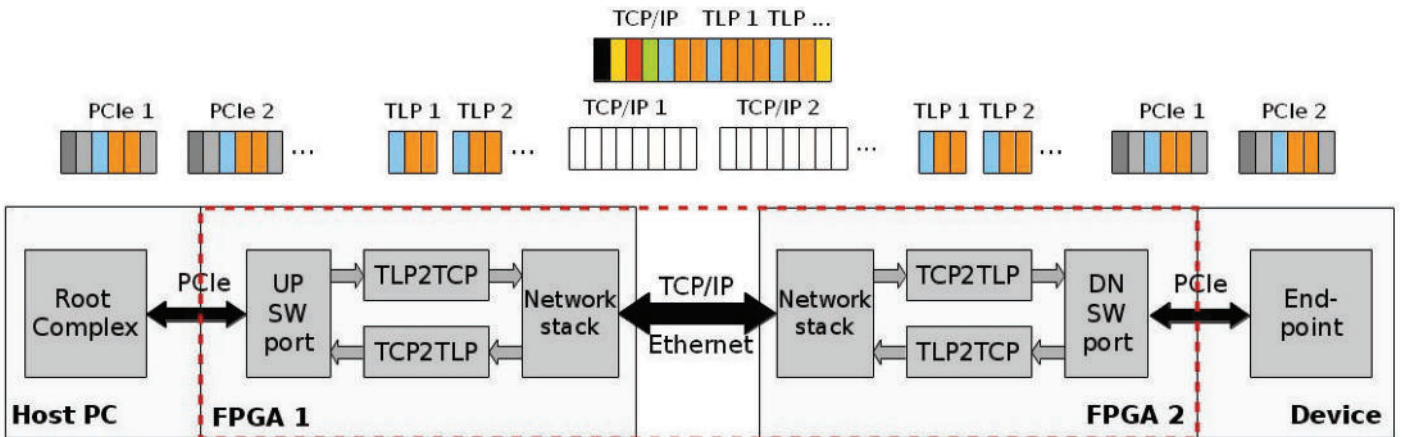 TCP/IP TLP 1 TLP ...
PCIe 1 PCIe 2 ... TLP 1 TLP 2 ... TCP/IP 1 TCP/IP 2 ... TLP 1 TLP 2 ... PCIe 1 PCIe 2
Root
Complex
PCIe
UP
SW
port
TLP2TCP
TCP2TLP
Network
stack
TCP/IP
Ethernet
Network
stack
TCP2TLP
TLP2TCP
DN
SW
port
PCIe
End-
point
Host PC
FPGA 1
FPGA 2
Device